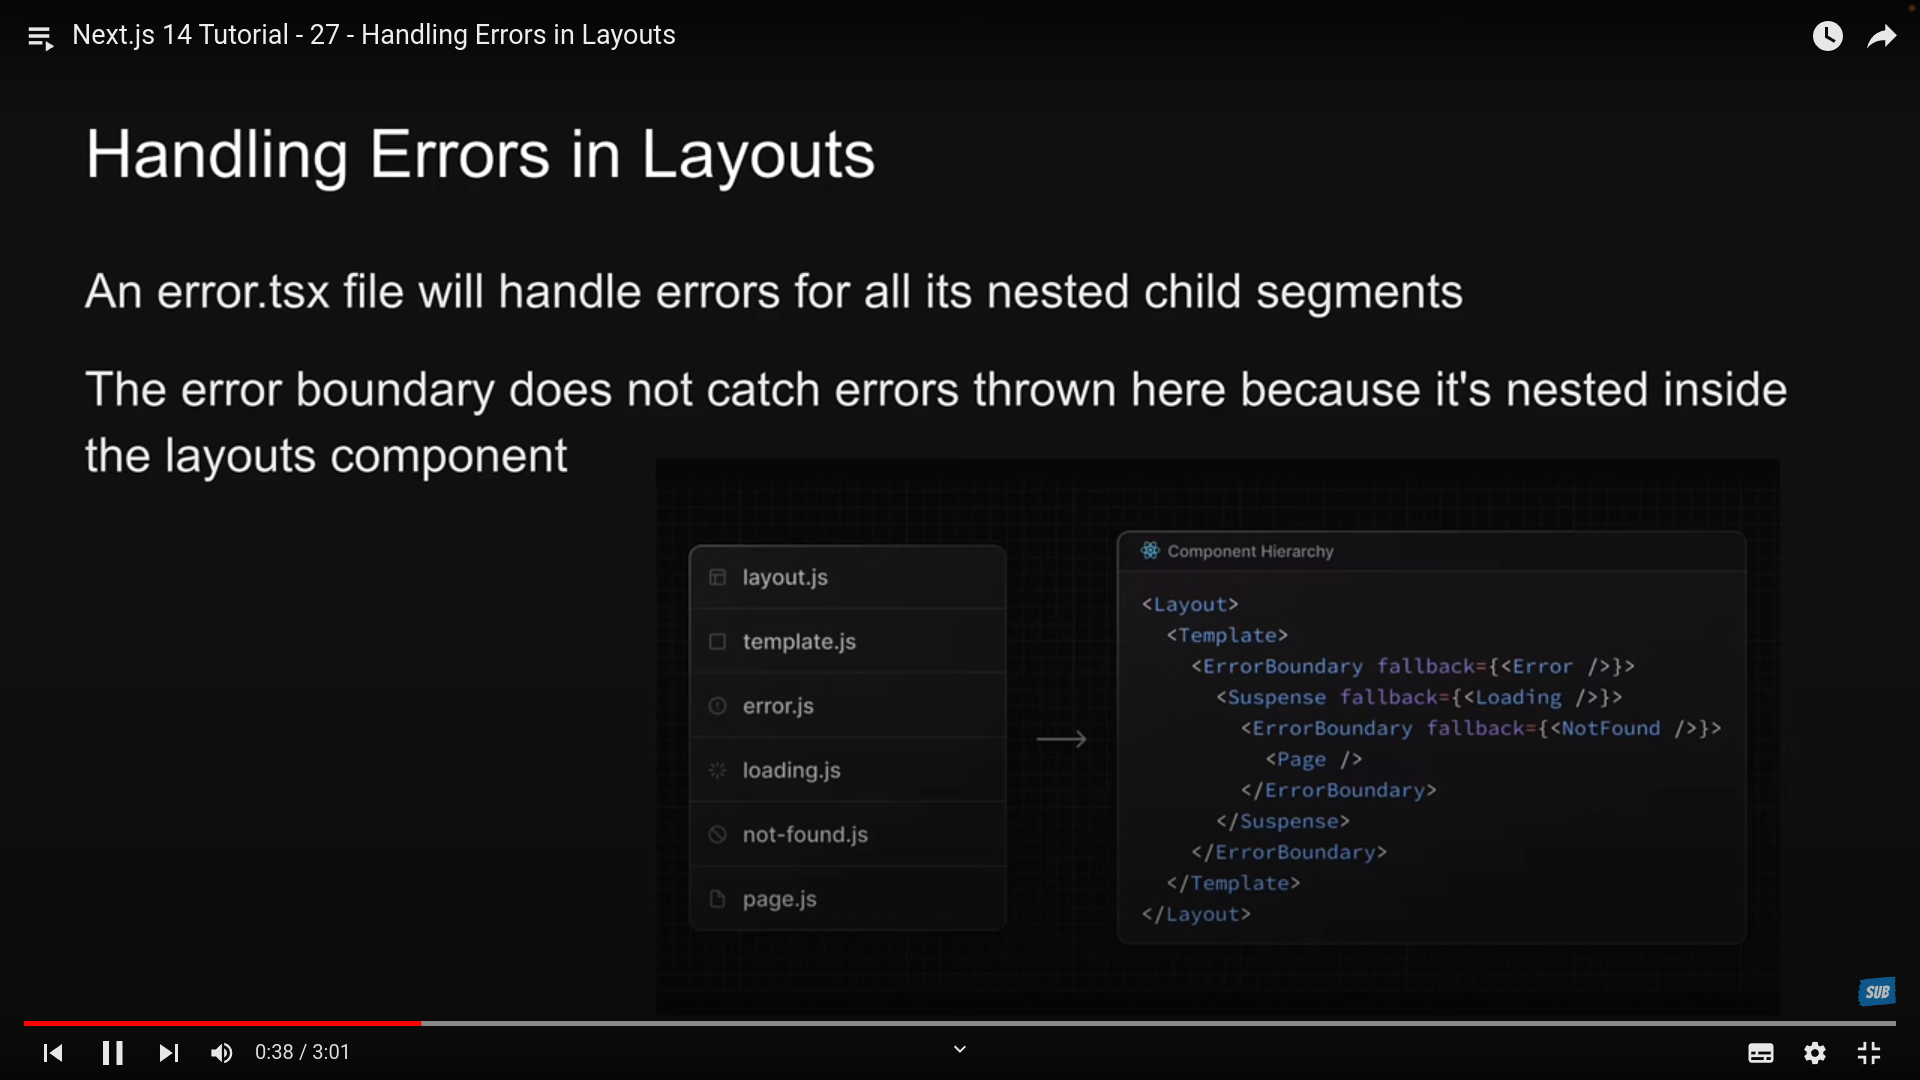 Next.js 14 Tutorial - 27 - Handling Errors in Layouts
Handling Errors in Layouts
An error.tsx file will handle errors for all its nested child segments
The error boundary does not catch errors thrown here because it's nested inside
the layouts component
layout.js
template.js
error.js
loading.js
not-found.js
page.js
Component Hierarchy
<Layout>
<Template>
<ErrorBoundary fallback={<Error />}>
<Suspense fallback={<Loading />}>
<ErrorBoundary fallback={<NotFound />}>
<Page />
</ErrorBoundary>
</Suspense>
</ErrorBoundary>
</Template>
</Layout>
SUB
0:38 / 3:01